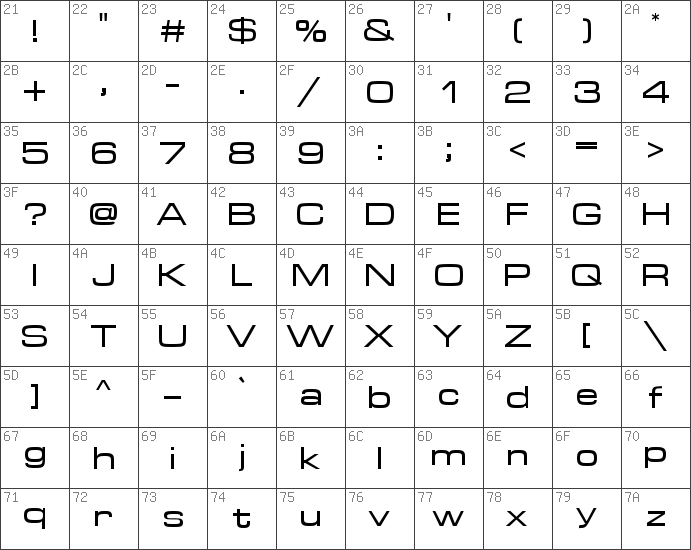 21 22 23 24 25 26 27 28 29 2A
! " # $ % & ' ( ) *
2B 2C 2D 2E 2F 30 31 32 33 34
+ , - . / 0 1 2 3 4
35 36 37 38 39 3A 3B 3C 3D 3E
5 6 7 8 9 : ; < = >
3F 40 41 42 43 44 45 46 47 48
? @ A B C D E F G H
49 4A 4B 4C 4D 4E 4F 50 51 52
I J K L M N O P Q R
53 54 55 56 57 58 59 5A 5B 5C
S T U V W X Y Z [ \
5D 5E 5F 60 61 62 63 64 65 66
] ^ _ ` a b c d e f
67 68 69 6A 6B 6C 6D 6E 6F 70
g h i j k l m n o p
71 72 73 74 75 76 77 78 79 7A
q r s t u v w x y z